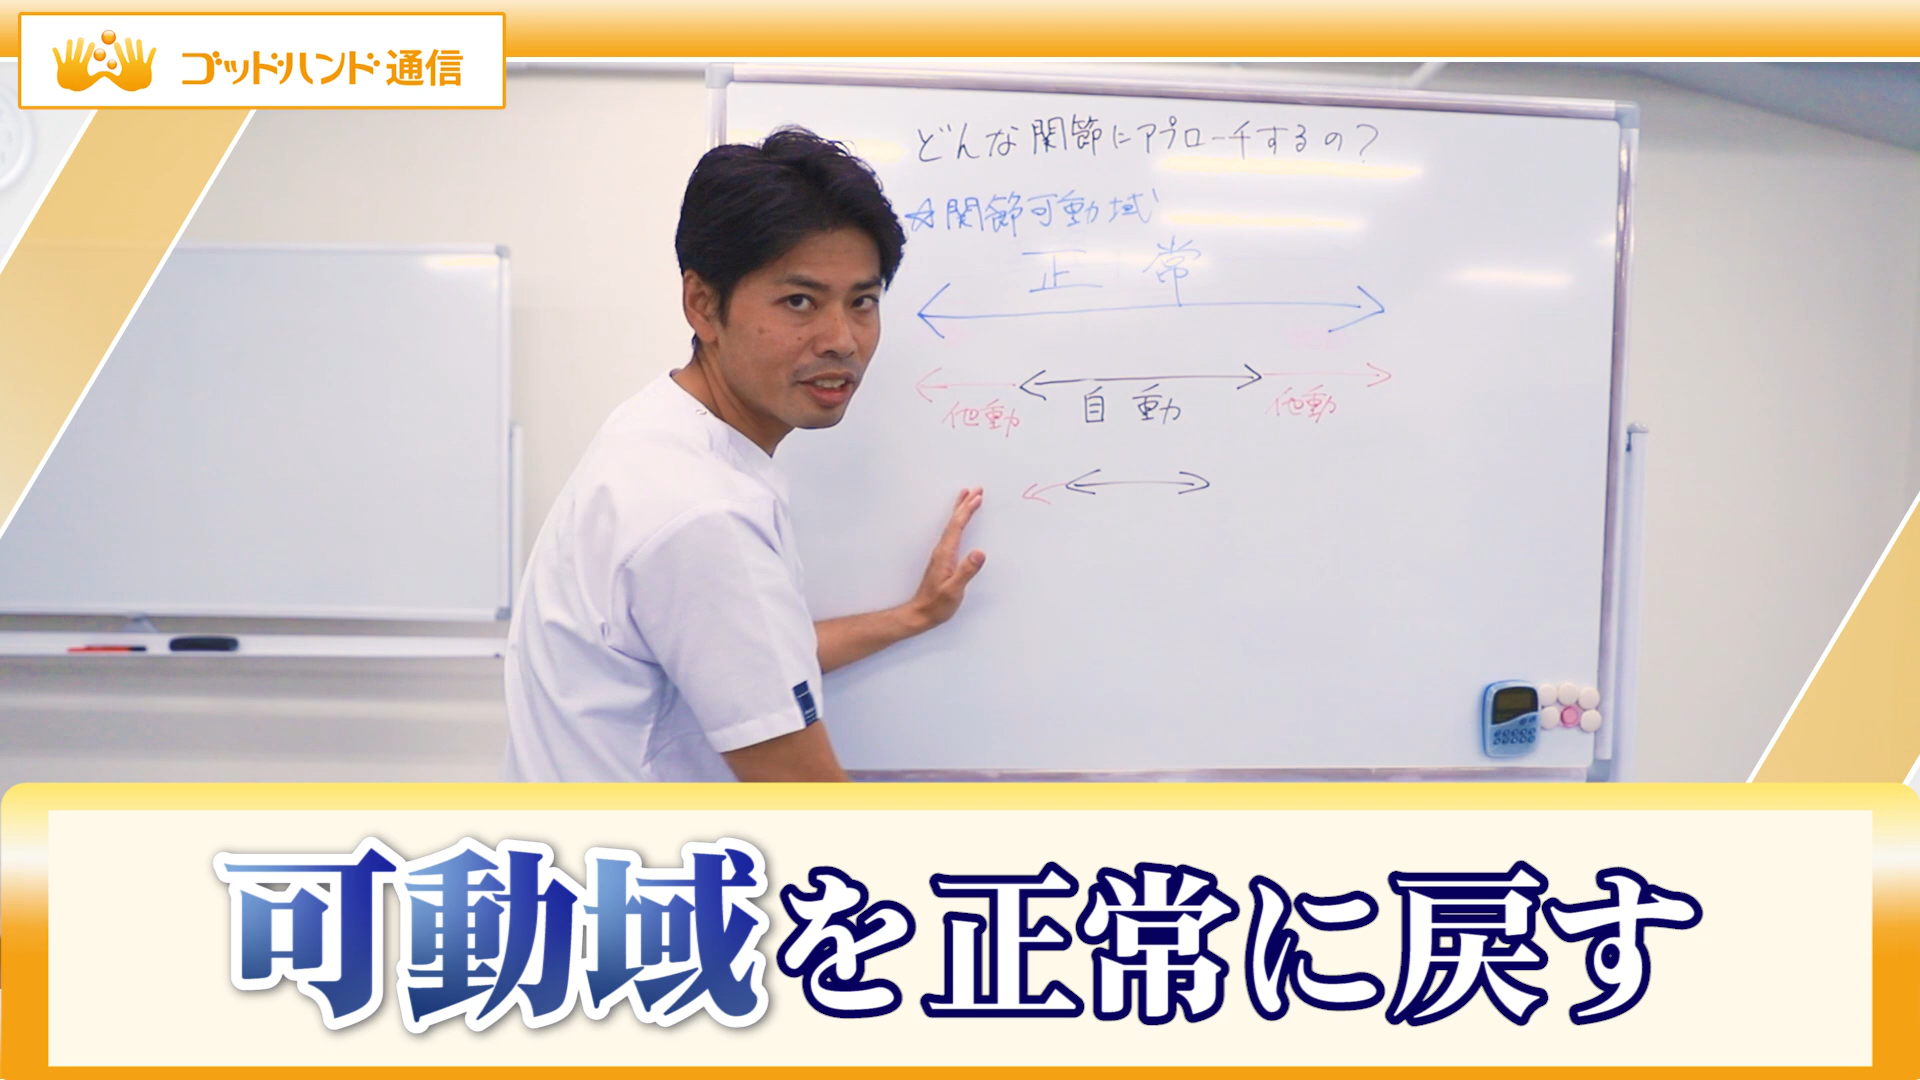 ゴッドハンド通信
どんな関節にアプローチするの?
☆関節可動域
正常
他動 自動 他動
可動域を正常に戻す